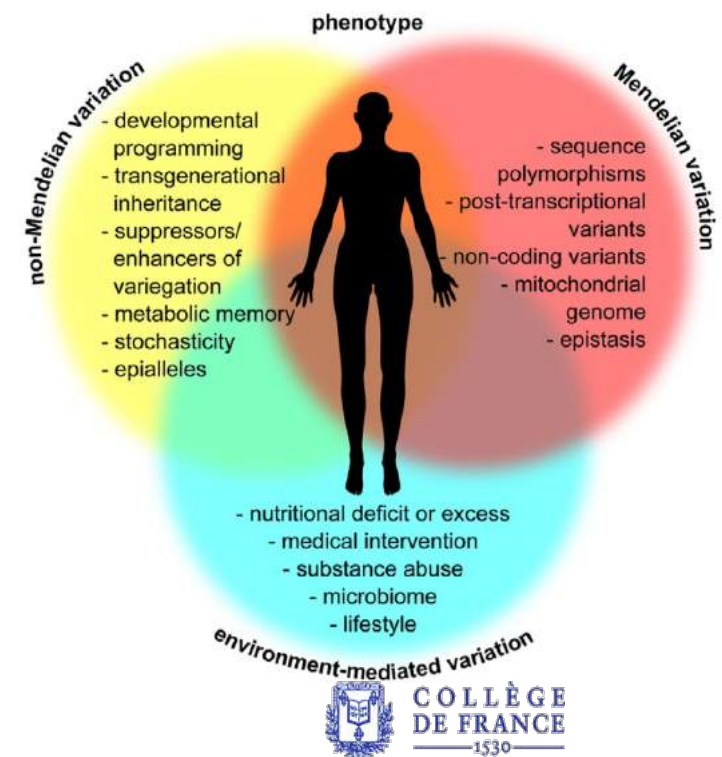 phenotype
non-Mendelian variation
- developmental
programming
- transgenerational
inheritance
- suppressors/
enhancers of
variegation
- metabolic memory
- stochasticity
- epialleles
Mendelian variation
- sequence
polymorphisms
- post-transcriptional
variants
- non-coding variants
- mitochondrial
genome
- epistasis
- nutritional deficit or excess
- medical intervention
- substance abuse
- microbiome
- lifestyle
environment-mediated variation
COLLÈGE
DE FRANCE
1530